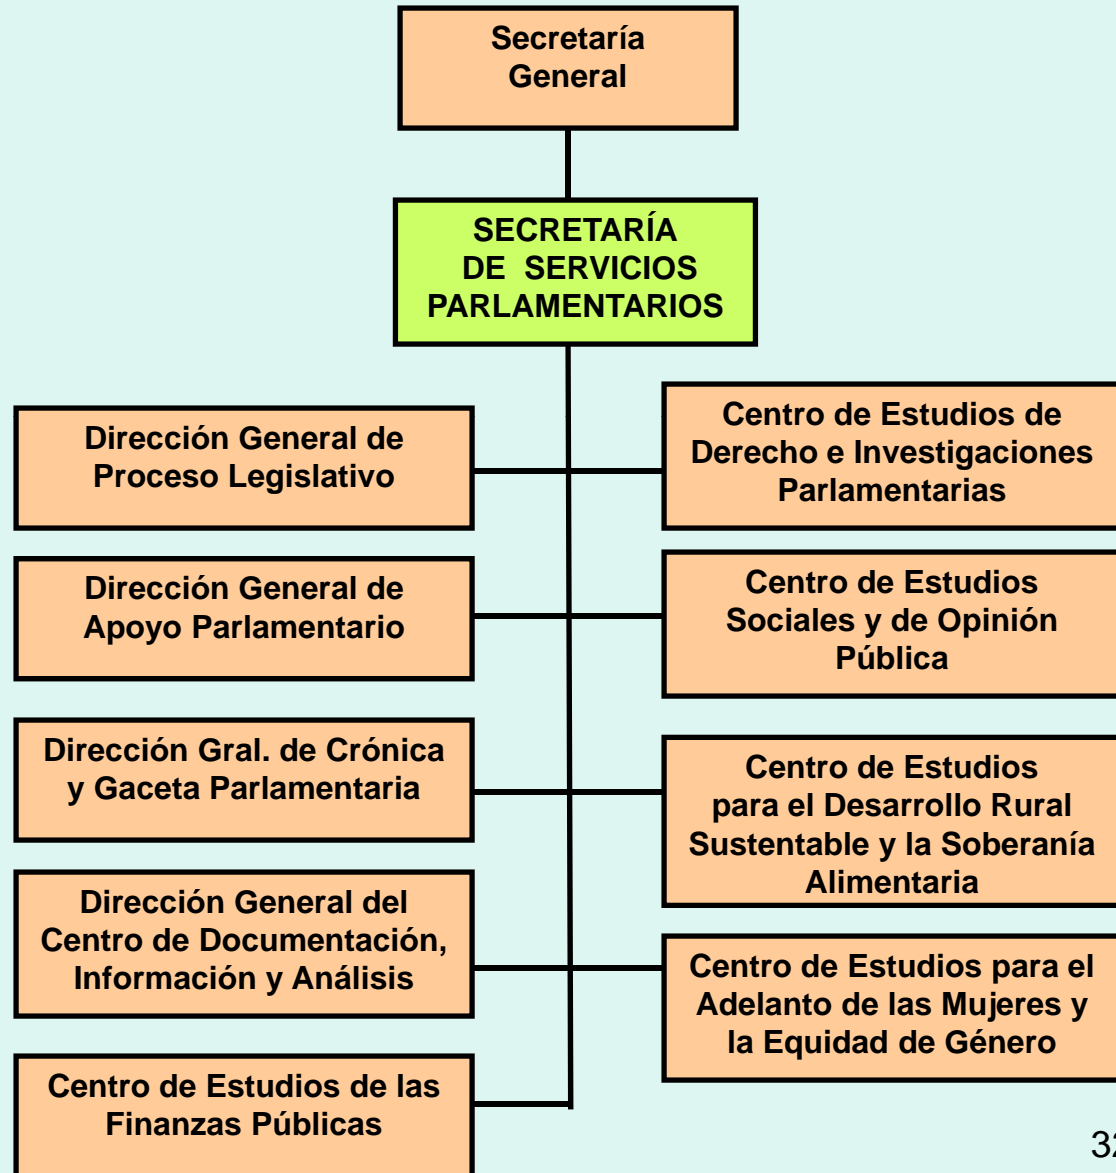 Secretaría
General
SECRETARÍA
DE SERVICIOS
PARLAMENTARIOS
Dirección General de
Proceso Legislativo
Centro de Estudios de
Derecho e Investigaciones
Parlamentarias
Dirección General de
Apoyo Parlamentario
Centro de Estudios
Sociales y de Opinión
Pública
Dirección Gral. de Crónica
y Gaceta Parlamentaria
Centro de Estudios
para el Desarrollo Rural
Sustentable y la Soberanía
Alimentaria
Dirección General del
Centro de Documentación,
Información y Análisis
Centro de Estudios para el
Adelanto de las Mujeres y
la Equidad de Género
Centro de Estudios de las
Finanzas Públicas
32